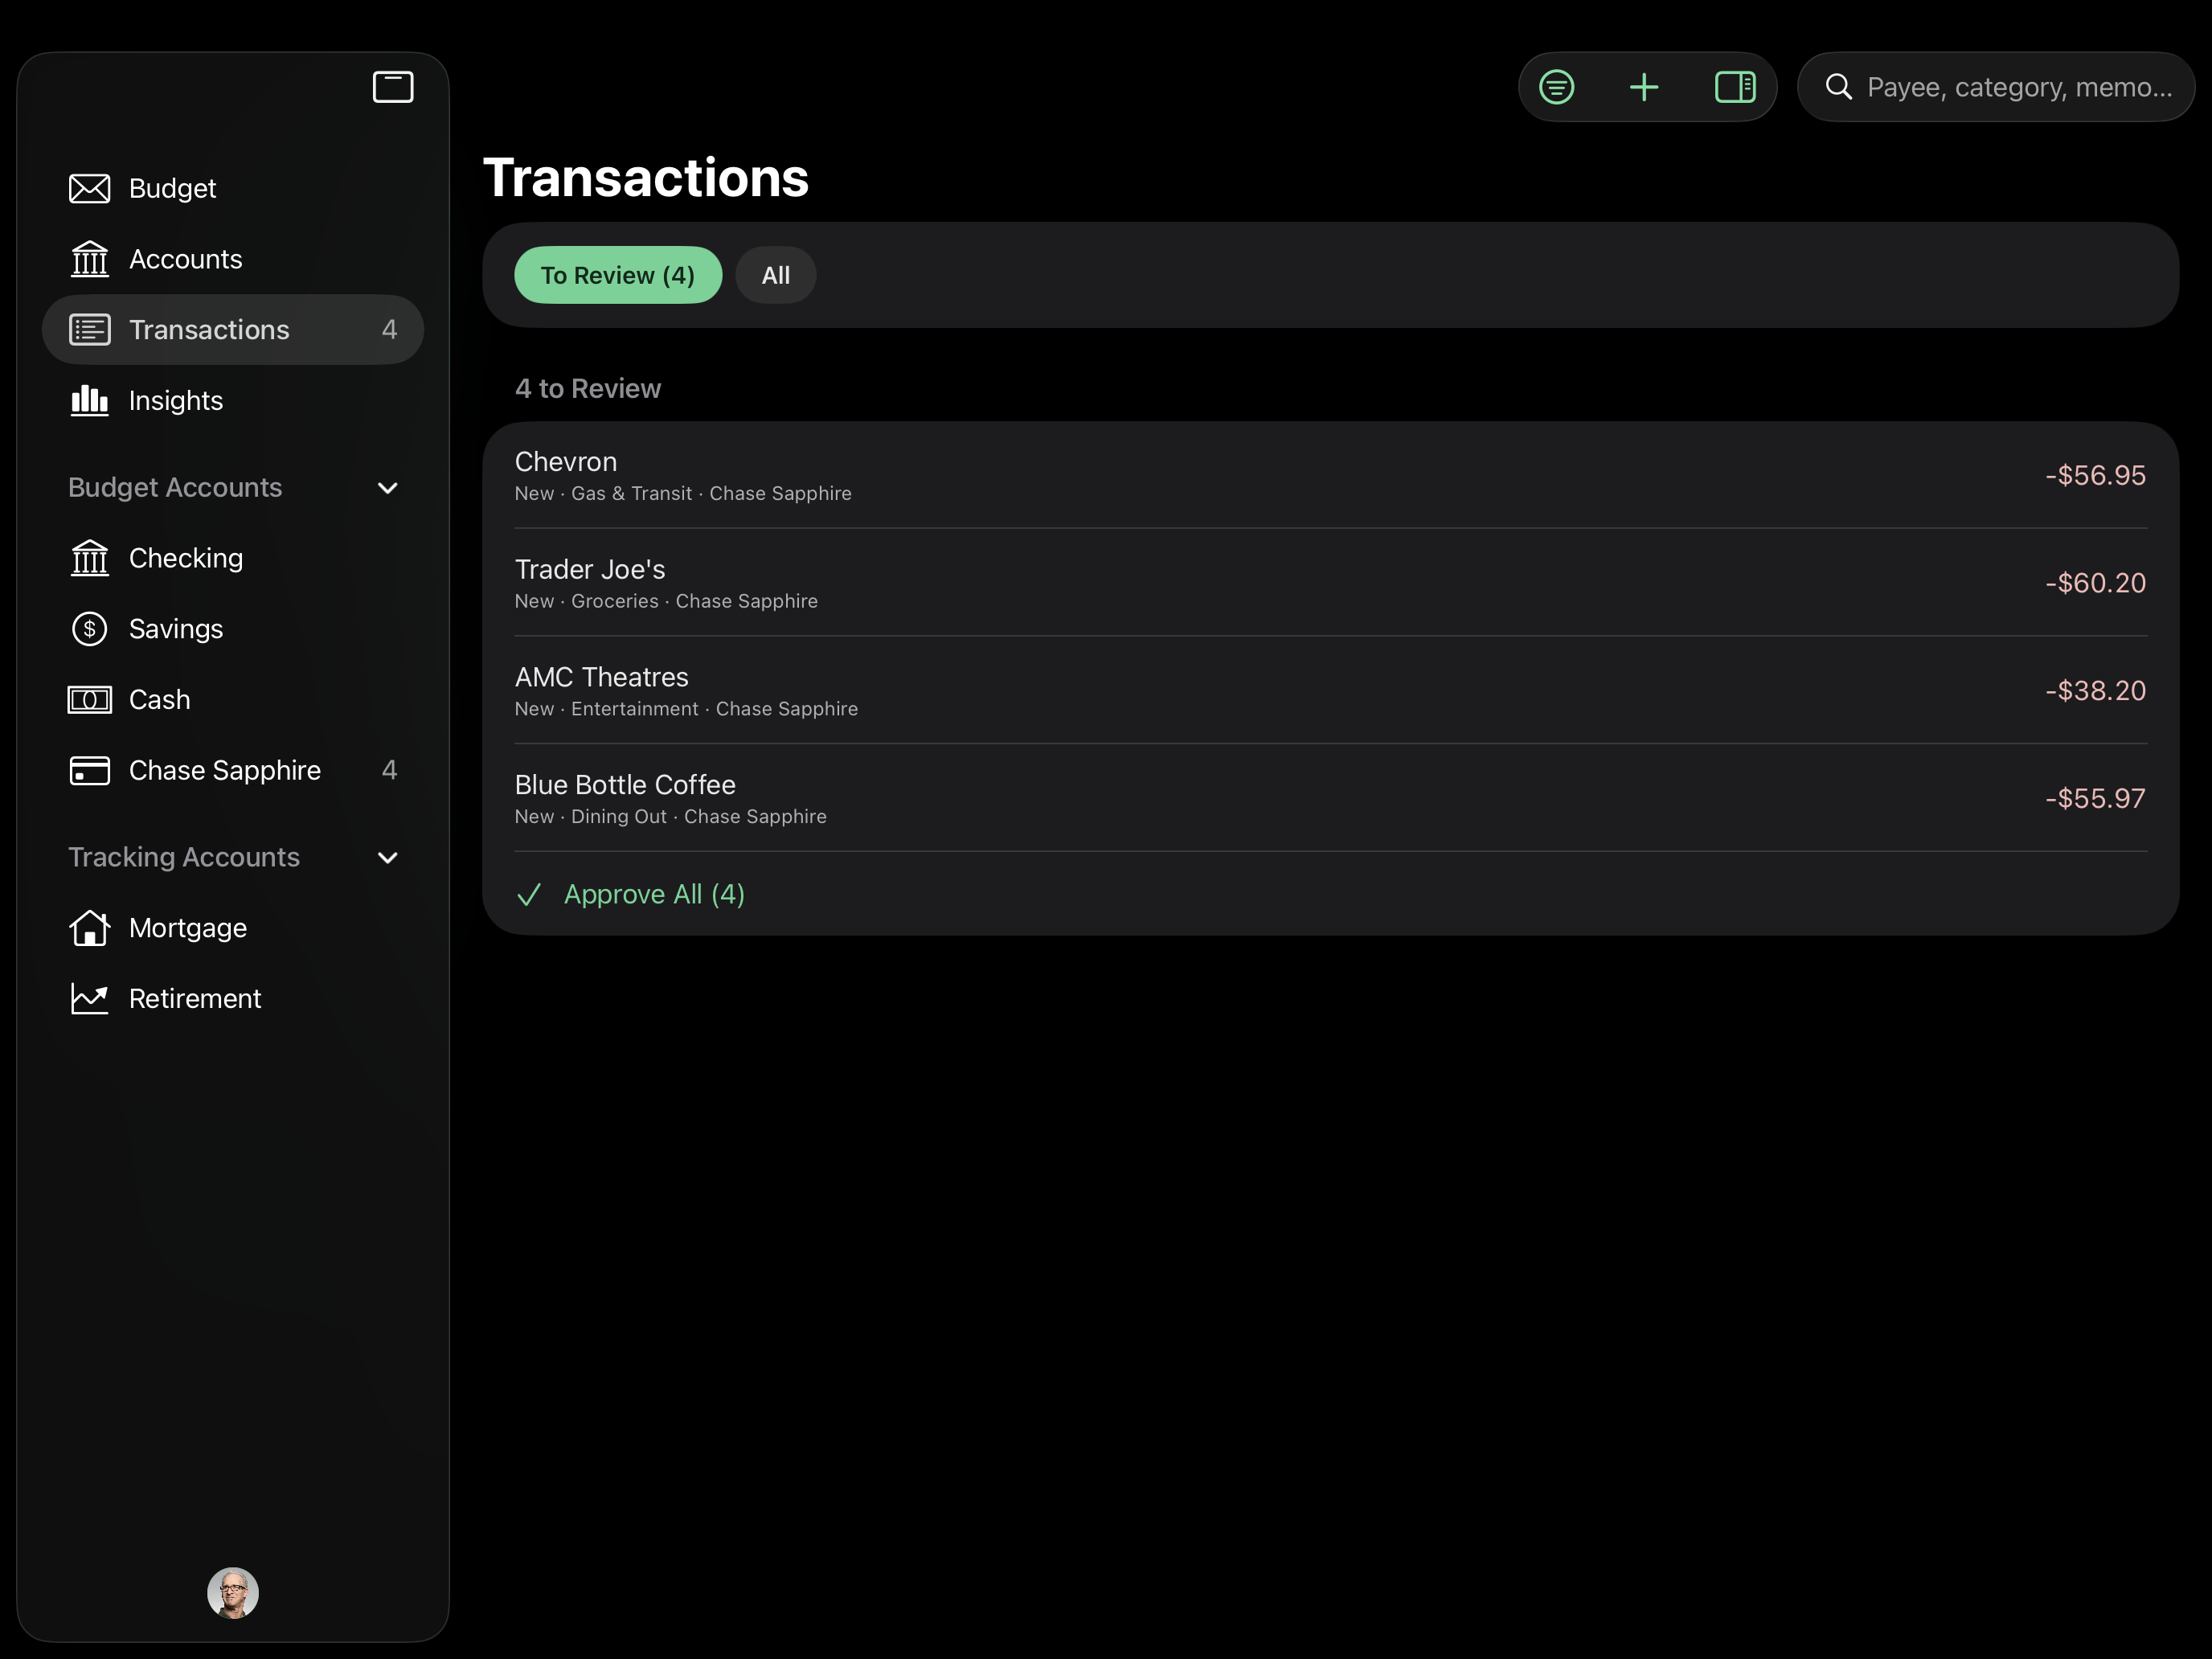 Budget
Accounts
Transactions 4
Insights
Budget Accounts
Checking
$ Savings
Cash
Chase Sapphire 4
Tracking Accounts
Mortgage
Retirement
Payee, category, memo...
Transactions
To Review (4) All
4 to Review
Chevron
New · Gas & Transit · Chase Sapphire
-$56.95
Trader Joe's
New · Groceries · Chase Sapphire
-$60.20
AMC Theatres
New · Entertainment · Chase Sapphire
-$38.20
Blue Bottle Coffee
New · Dining Out · Chase Sapphire
-$55.97
Approve All (4)